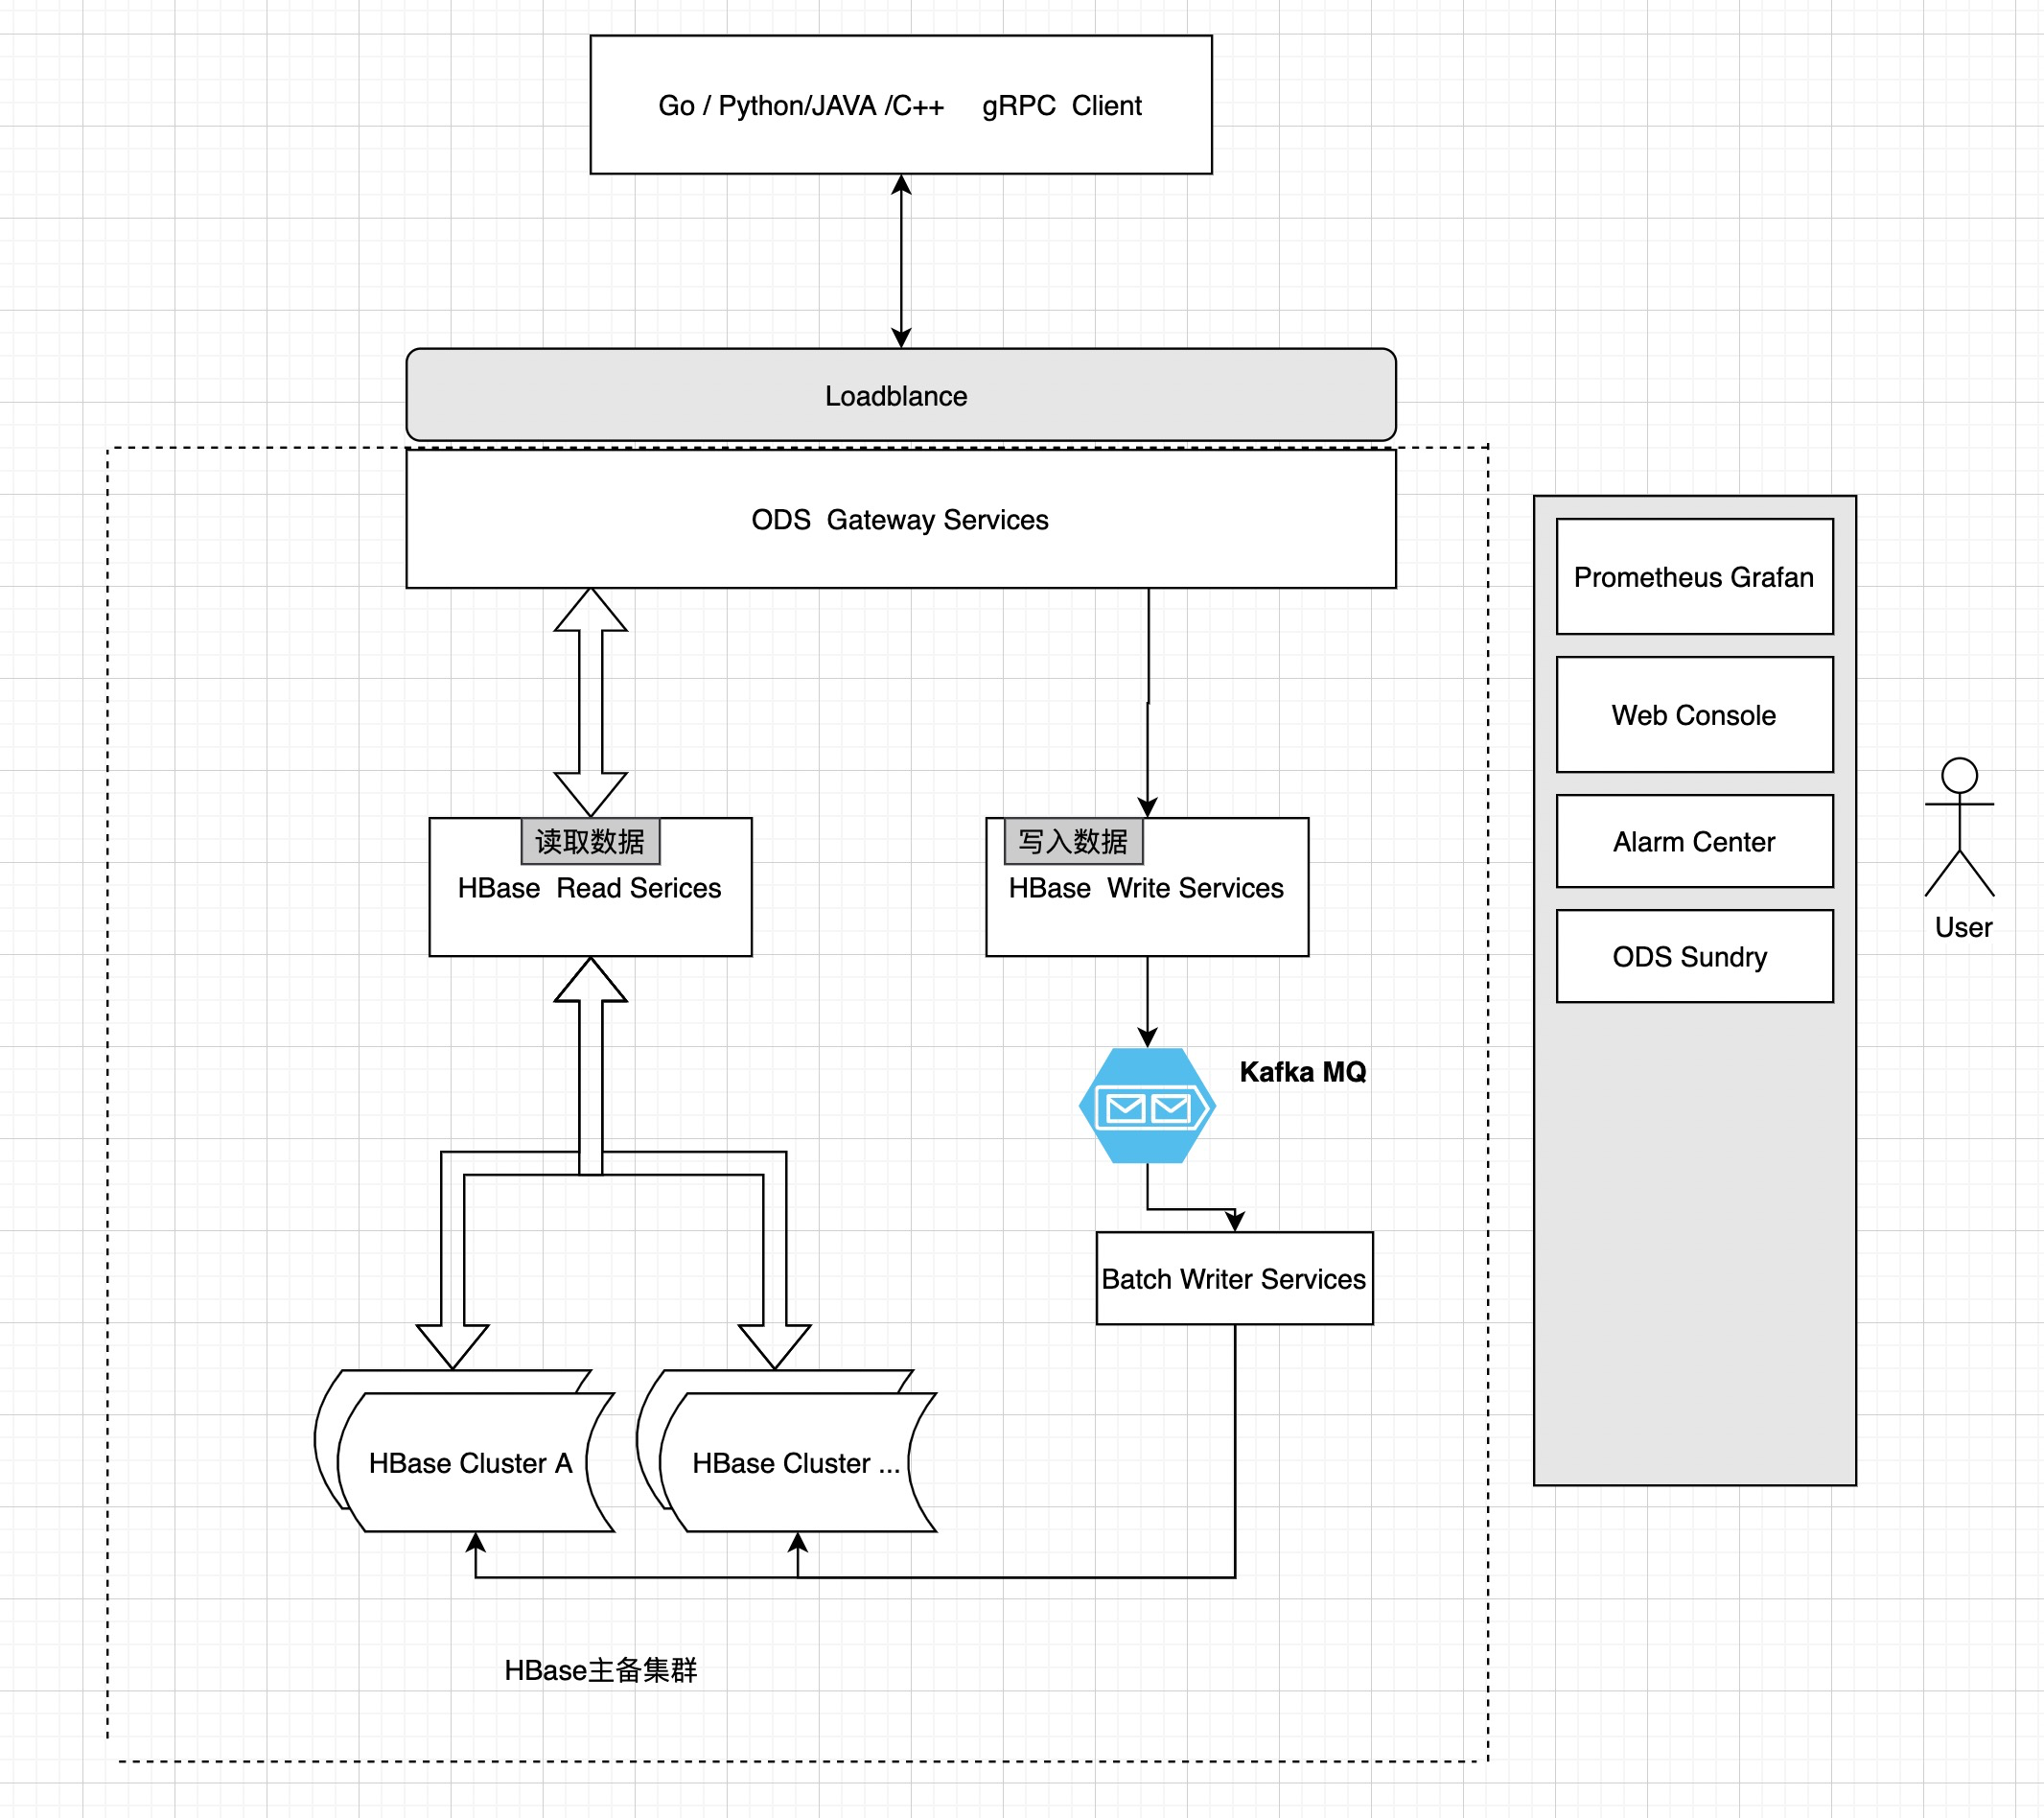 Go / Python/JAVA /C++ gRPC Client
Loadblance
ODS Gateway Services
读取数据
HBase Read Serices
写入数据
HBase Write Services
Kafka MQ
Batch Writer Services
HBase Cluster A
HBase Cluster ...
HBase主备集群
Prometheus Grafan
Web Console
Alarm Center
ODS Sundry
User